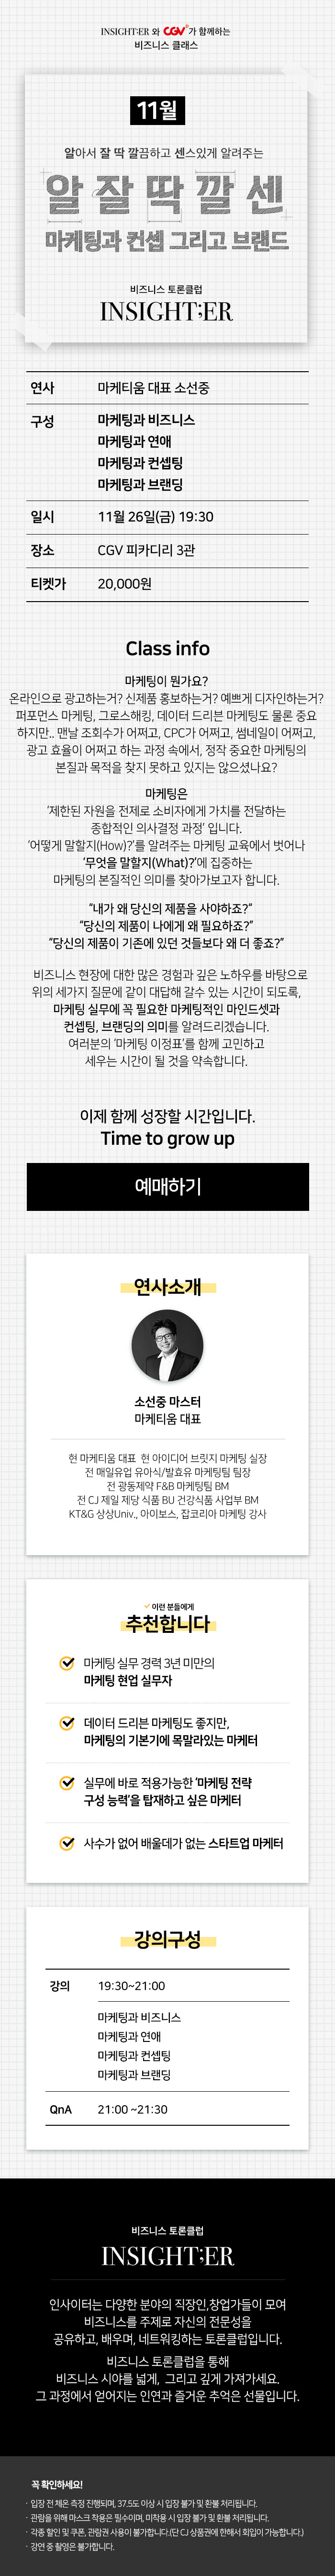 INSIGHT;ER 와 CGV가 함께하는
비즈니스 클래스
11월
알아서 잘 딱 깔끔하고 센스있게 알려주는
알잘딱깔센
마케팅과 컨셉 그리고 브랜드
비즈니스 토론클럽
INSIGHT;ER
연사 마케티움 대표 소선중
구성 마케팅과 비즈니스
마케팅과 연애
마케팅과 컨셉팅
마케팅과 브랜딩
일시 11월 26일(금) 19:30
장소 CGV 피카디리 3관
티켓가 20,000원
Class info
마케팅이 뭔가요?
온라인으로 광고하는거? 신제품 홍보하는거? 예쁘게 디자인하는거?
퍼포먼스 마케팅, 그로스해킹, 데이터 드리븐 마케팅도 물론 중요
하지만.. 맨날 조회수가 어쩌고, CPC가 어쩌고, 썸네일이 어쩌고,
광고 효율이 어쩌고 하는 과정 속에서, 정작 중요한 마케팅의
본질과 목적을 찾지 못하고 있지는 않으셨나요?
마케팅은
‘제한된 자원을 전제로 소비자에게 가치를 전달하는
종합적인 의사결정 과정’ 입니다.
‘어떻게 말할지(How)?’를 알려주는 마케팅 교육에서 벗어나
‘무엇을 말할지(What)?’에 집중하는
마케팅의 본질적인 의미를 찾아가보고자 합니다.
“내가 왜 당신의 제품을 사야하죠?”
“당신의 제품이 나에게 왜 필요하죠?”
“당신의 제품이 기존에 있던 것들보다 왜 더 좋죠?”
비즈니스 현장에 대한 많은 경험과 깊은 노하우를 바탕으로
위의 세가지 질문에 같이 대답해 갈수 있는 시간이 되도록,
마케팅 실무에 꼭 필요한 마케팅적인 마인드셋과
컨셉팅, 브랜딩의 의미를 알려드리겠습니다.
여러분의 ‘마케팅 이정표’를 함께 고민하고
세우는 시간이 될 것을 약속합니다.
이제 함께 성장할 시간입니다.
Time to grow up
예매하기
연사소개
소선중 마스터
마케티움 대표
현 마케티움 대표 현 아이디어 브릿지 마케팅 실장
전 매일유업 유아식/발효유 마케팅팀 팀장
전 광동제약 F&B 마케팅팀 BM
전 CJ 제일 제당 식품 BU 건강식품 사업부 BM
KT&G 상상Univ., 아이보스, 잡코리아 마케팅 강사
이런 분들에게
추천합니다
마케팅 실무 경력 3년 미만의
마케팅 현업 실무자
데이터 드리븐 마케팅도 좋지만,
마케팅의 기본기에 목말라있는 마케터
실무에 바로 적용가능한 ‘마케팅 전략
구성 능력’을 탑재하고 싶은 마케터
사수가 없어 배울데가 없는 스타트업 마케터
강의구성
강의 19:30~21:00
마케팅과 비즈니스
마케팅과 연애
마케팅과 컨셉팅
마케팅과 브랜딩
QnA 21:00 ~21:30
비즈니스 토론클럽
INSIGHT;ER
인사이터는 다양한 분야의 직장인,창업가들이 모여
비즈니스를 주제로 자신의 전문성을
공유하고, 배우며, 네트워킹하는 토론클럽입니다.
비즈니스 토론클럽을 통해
비즈니스 시야를 넓게, 그리고 깊게 가져가세요.
그 과정에서 얻어지는 인연과 즐거운 추억은 선물입니다.
꼭 확인하세요!
· 입장 전 체온 측정 진행되며, 37.5도 이상 시 입장 불가 및 환불 처리됩니다.
· 관람을 위해 마스크 착용은 필수이며, 미착용 시 입장 불가 및 환불 처리됩니다.
· 각종 할인 및 쿠폰, 관람권 사용이 불가합니다.(단 CJ 상품권에 한해서 회입이 가능합니다.)
· 강연 중 촬영은 불가합니다.